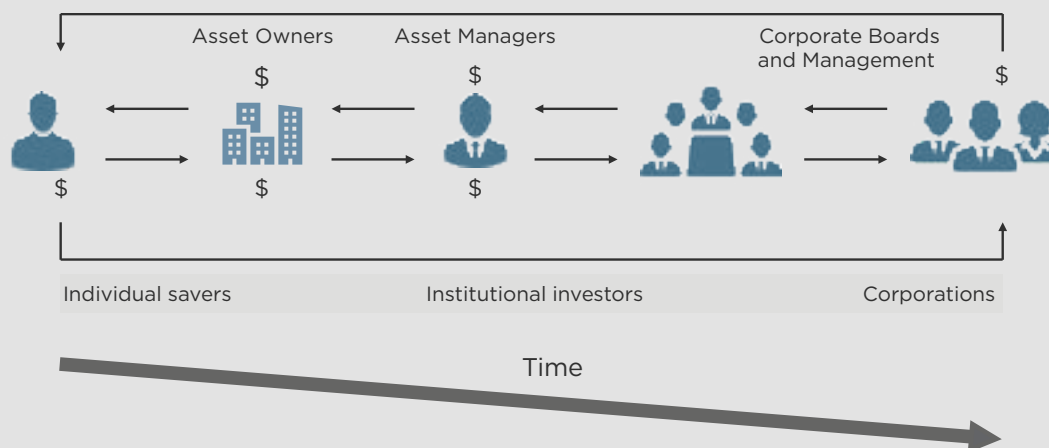 Asset Owners
Asset Managers
Corporate Boards
and Management
$
$
$
$
$
$
Individual savers
Institutional investors
Corporations
Time